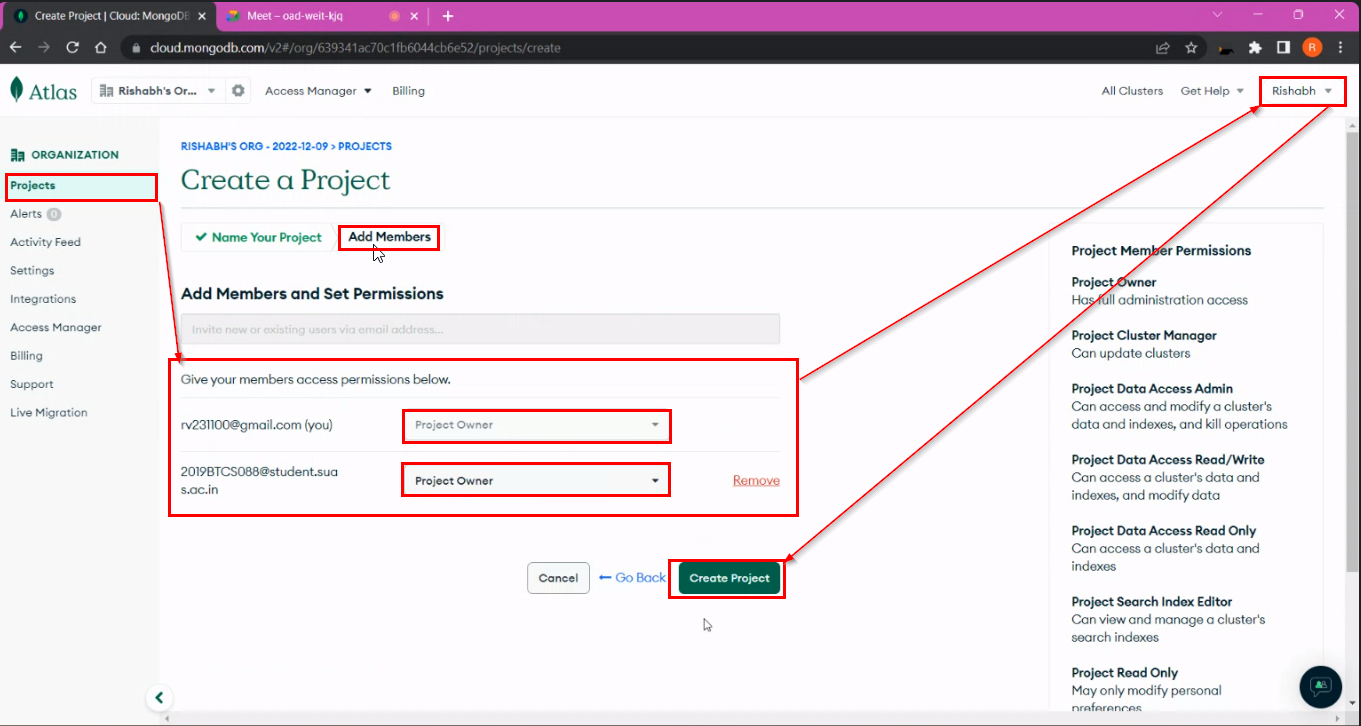 Create Project | Cloud: MongoDB
Meet – oad-weit-kjq
cloud.mongodb.com/v2#/org/639341ac70c1fb6044cb6e52/projects/create
R
Atlas
Rishabh's Or...
Access Manager
Billing
All Clusters
Get Help
Rishabh
ORGANIZATION
Projects
Alerts 0
Activity Feed
Settings
Integrations
Access Manager
Billing
Support
Live Migration
RISHABH'S ORG - 2022-12-09 > PROJECTS
Create a Project
Name Your Project
Add Members
Add Members and Set Permissions
Invite new or existing users via email address...
Give your members access permissions below.
rv231100@gmail.com (you)
Project Owner
2019BTCS088@student.sua
s.ac.in
Project Owner
Remove
Cancel
Go Back
Create Project
Project Member Permissions
Project Owner
Has full administration access
Project Cluster Manager
Can update clusters
Project Data Access Admin
Can access and modify a cluster's
data and indexes, and kill operations
Project Data Access Read/Write
Can access a cluster's data and
indexes, and modify data
Project Data Access Read Only
Can access a cluster's data and
indexes
Project Search Index Editor
Can view and manage a cluster's
search indexes
Project Read Only
May only modify personal
preferences